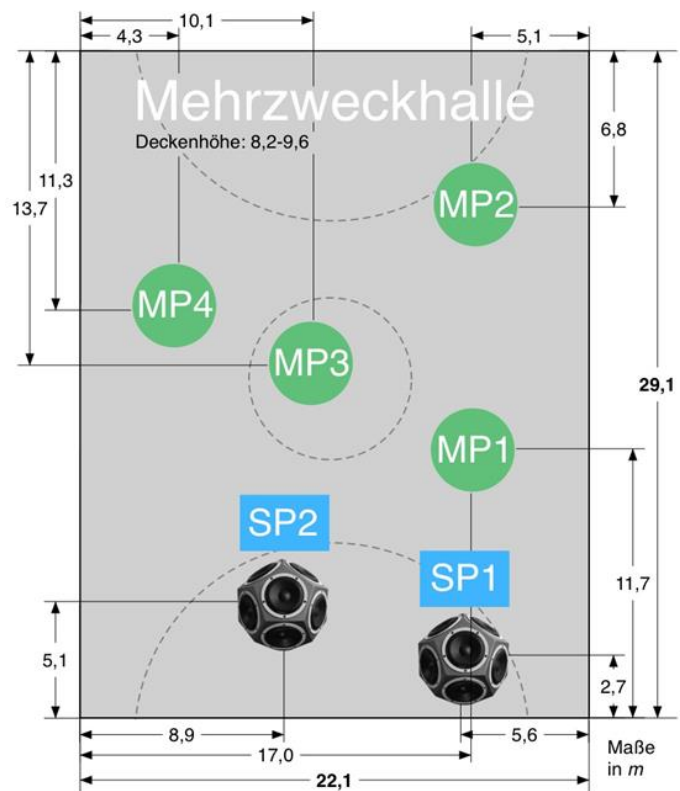 10,1
4,3
5,1
Mehrzweckhalle
Deckenhöhe: 8,2-9,6
6,8
11,3
MP2
13,7
MP4
MP3
29,1
MP1
SP2
SP1
11,7
5,1
2,7
8,9
5,6
Maße
17,0
in m
22,1